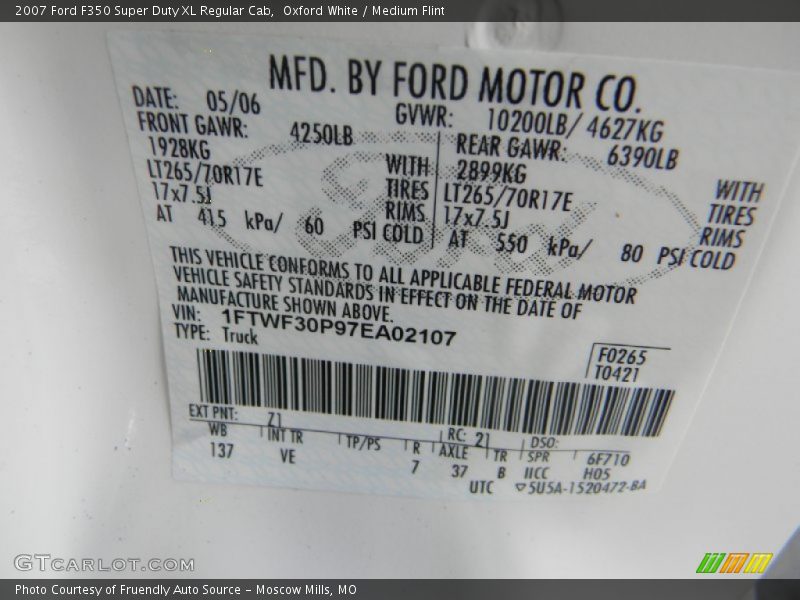 2007 Ford F350 Super Duty XL Regular Cab,  Oxford White / Medium Flint
MFD. BY FORD MOTOR CO.
DATE: 05/06 GVWR: 10200LB/ 4627KG
FRONT GAWR: 4250LB REAR GAWR: 6390LB
1928KG WITH 2899KG WITH
LT265/70R17E TIRES LT265/70R17E TIRES
17x7.5J RIMS 17x7.5J RIMS
AT 415 kPa/ 60 PSI COLD AT 550 kPa/ 80 PSI COLD
THIS VEHICLE CONFORMS TO ALL APPLICABLE FEDERAL MOTOR
VEHICLE SAFETY STANDARDS IN EFFECT ON THE DATE OF
MANUFACTURE SHOWN ABOVE.
VIN: 1FTWF30P97EA02107
TYPE: Truck
F0265
T0421
EXT PNT: Z1 RC: 21 DSO:
WB INT TR TP/PS R AXLE TR SPR 6F710
137 VE 7 37 B IICC H05
UTC ▽5U5A-1520472-BA
GTCARLOT.COM
Photo Courtesy of Fruendly Auto Source – Moscow Mills, MO